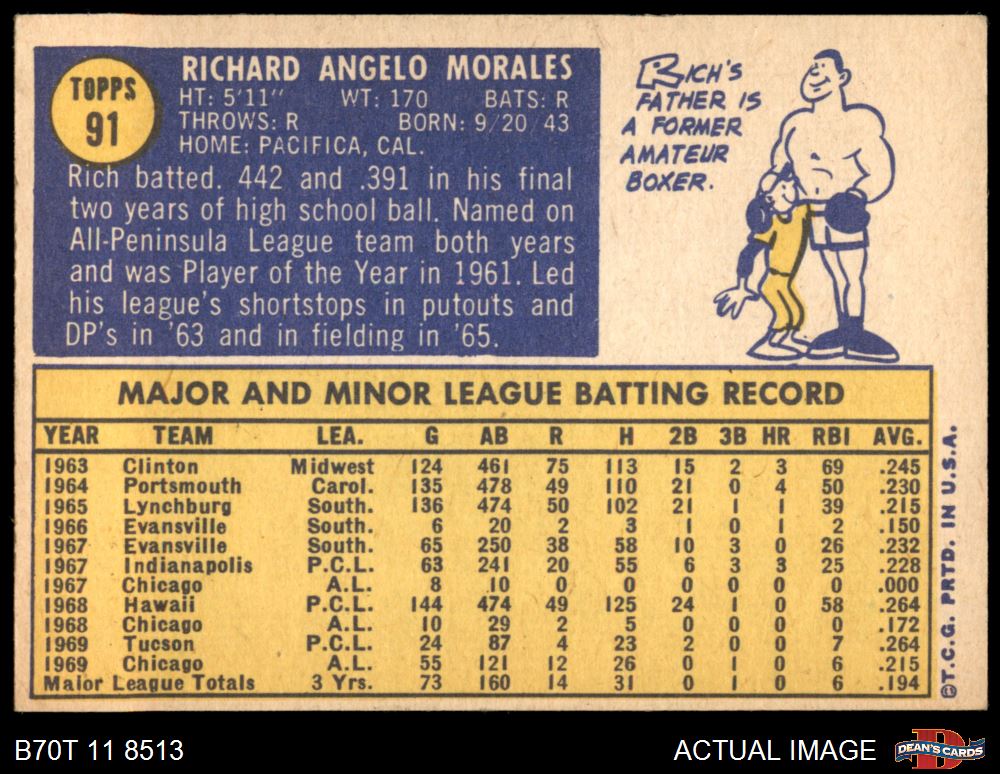 TOPPS
91
RICHARD ANGELO MORALES
HT: 5'11" WT: 170 BATS: R
THROWS: R BORN: 9/20/43
HOME: PACIFICA, CAL.
Rich batted. 442 and .391 in his final
two years of high school ball. Named on
All-Peninsula League team both years
and was Player of the Year in 1961. Led
his league's shortstops in putouts and
DP's in '63 and in fielding in '65.
RICH'S
FATHER IS
A FORMER
AMATEUR
BOXER.
MAJOR AND MINOR LEAGUE BATTING RECORD
YEAR TEAM LEA. G AB R H 2B 3B HR RBI AVG.
1963 Clinton Midwest 124 461 75 113 15 2 3 69 .245
1964 Portsmouth Carol. 135 478 49 110 21 0 4 50 .230
1965 Lynchburg South. 136 474 50 102 21 1 1 39 .215
1966 Evansville South. 6 20 2 3 1 0 1 2 .150
1967 Evansville South. 65 250 38 58 10 3 0 26 .232
1967 Indianapolis P.C.L. 63 241 20 55 6 3 3 25 .228
1967 Chicago A.L. 8 10 0 0 0 0 0 0 .000
1968 Hawaii P.C.L. 144 474 49 125 24 1 0 58 .264
1968 Chicago A.L. 10 29 2 5 0 0 0 0 .172
1969 Tucson P.C.L. 24 87 4 23 2 0 0 7 .264
1969 Chicago A.L. 55 121 12 26 0 1 0 6 .215
Major League Totals 3 Yrs. 73 160 14 31 0 1 0 6 .194
©T.C.G. PRTD. IN U.S.A.
B70T 11 8513
ACTUAL IMAGE
D
DEAN'S CARDS